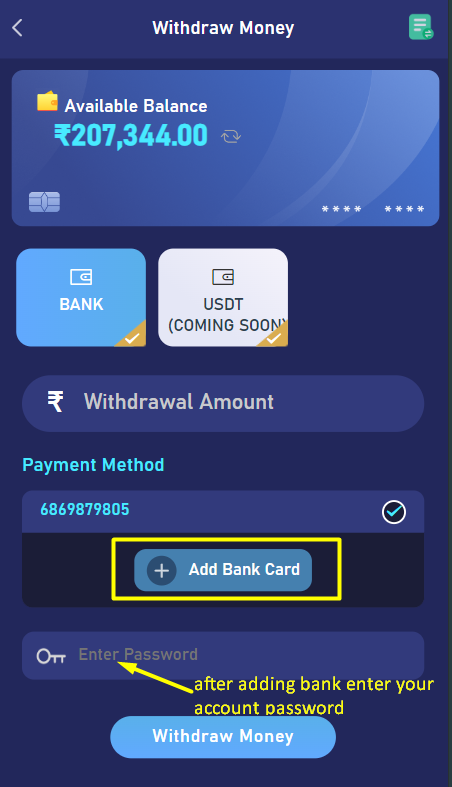 Withdraw Money
Available Balance
₹207,344.00
**** ****
BANK
USDT
(COMING SOON)
₹ Withdrawal Amount
Payment Method
6869879805
+ Add Bank Card
Enter Password
after adding bank enter your
account password
Withdraw Money